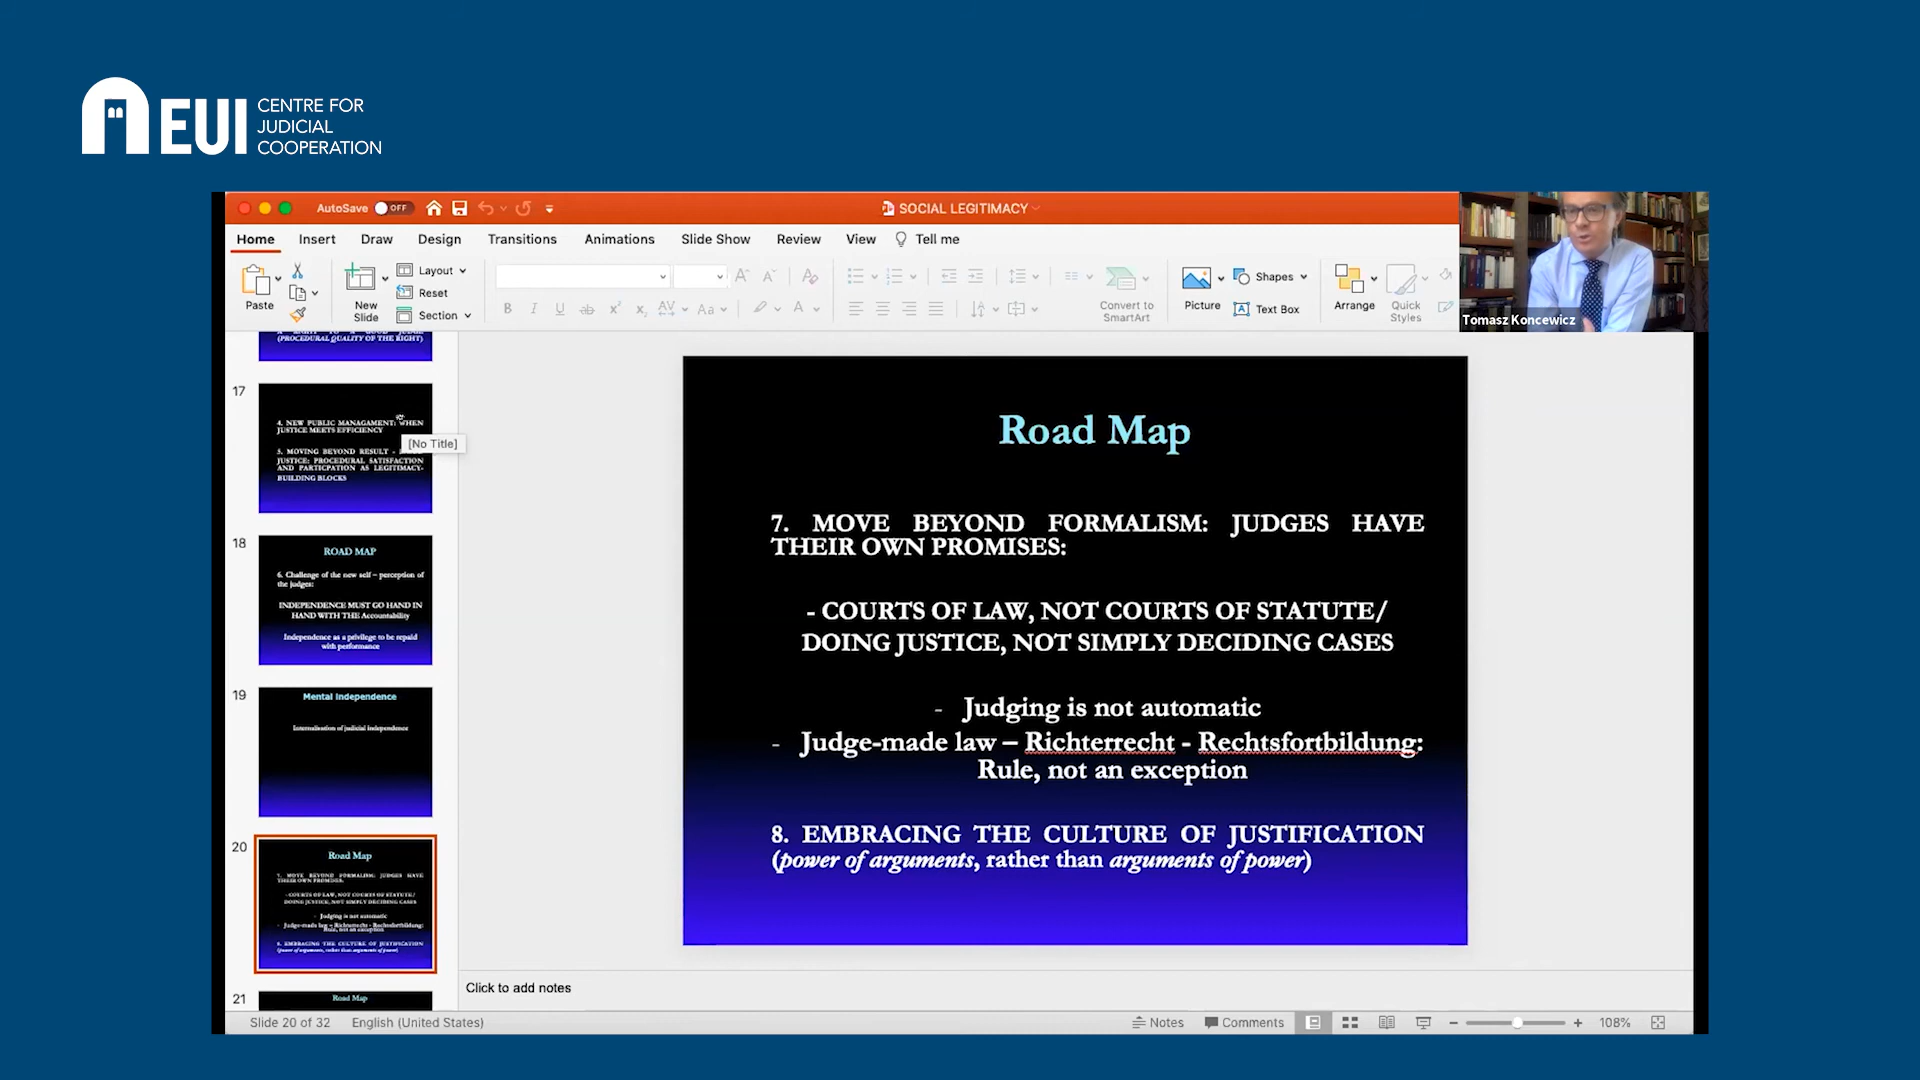 EUI
CENTRE FOR
JUDICIAL
COOPERATION
AutoSave OFF
SOCIAL LEGITIMACY
Home Insert Draw Design Transitions Animations Slide Show Review View Tell me
Paste
New
Slide
Layout
Reset
Section
Convert to
SmartArt
Picture
Shapes
Text Box
Arrange
Quick
Styles
Tomasz Koncewicz
(PROCEDURAL QUALITY OF THE RIGHT)
17
4. NEW PUBLIC MANAGAMENT: WHEN
JUSTICE MEETS EFFICIENCY
[No Title]
5. MOVING BEYOND RESULT -
JUSTICE: PROCEDURAL SATISFACTION
AND PARTICPATION AS LEGITIMACY-
BUILDING BLOCKS
18
ROAD MAP
6. Challenge of the new self – perception of
the judges:
INDEPENDENCE MUST GO HAND IN
HAND WITH THE Accountability
Independence as a privilege to be repaid
with performance
19
Mental Independence
Internalisation of judicial independence
20
Road Map
7. MOVE BEYOND FORMALISM: JUDGES HAVE
THEIR OWN PROMISES:
- COURTS OF LAW, NOT COURTS OF STATUTE/
DOING JUSTICE, NOT SIMPLY DECIDING CASES
- Judging is not automatic
- Judge-made law – Richterrecht - Rechtsfortbildung:
Rule, not an exception
8. EMBRACING THE CULTURE OF JUSTIFICATION
(power of arguments, rather than arguments of power)
21
Road Map
Road Map
7. MOVE BEYOND FORMALISM: JUDGES HAVE
THEIR OWN PROMISES:
- COURTS OF LAW, NOT COURTS OF STATUTE/
DOING JUSTICE, NOT SIMPLY DECIDING CASES
- Judging is not automatic
- Judge-made law – Richterrecht - Rechtsfortbildung:
Rule, not an exception
8. EMBRACING THE CULTURE OF JUSTIFICATION
(power of arguments, rather than arguments of power)
Click to add notes
Slide 20 of 32 English (United States)
Notes Comments 108%